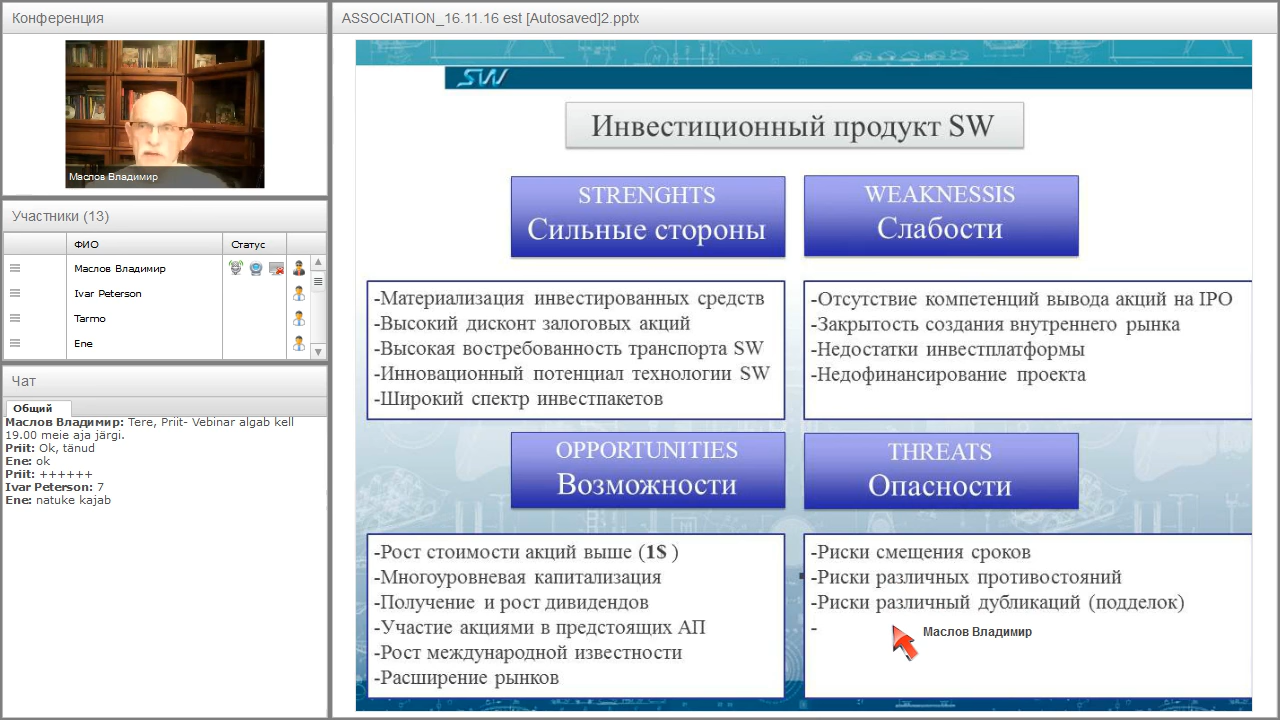 Конференция
Маслов Владимир
Участники (13)
ФИО
Статус
Маслов Владимир
Ivar Peterson
Tarmo
Ene
Чат
Общий
Маслов Владимир: Tere, Priit- Vebinar algab kell
19.00 meie aja järgi.
Priit: Ok, tänud
Ene: ok
Priit: ++++++
Ivar Peterson: 7
Ene: natuke kajab
ASSOCIATION_16.11.16 est [Autosaved]2.pptx
SW
Инвестиционный продукт SW
STRENGHTS
Сильные стороны
WEAKNESSIS
Слабости
-Материализация инвестированных средств
-Высокий дисконт залоговых акций
-Высокая востребованность транспорта SW
-Инновационный потенциал технологии SW
-Широкий спектр инвестпакетов
-Отсутствие компетенций вывода акций на IPO
-Закрытость создания внутреннего рынка
-Недостатки инвестплатформы
-Недофинансирование проекта
OPPORTUNITIES
Возможности
THREATS
Опасности
-Рост стоимости акций выше (1$ )
-Многоуровневая капитализация
-Получение и рост дивидендов
-Участие акциями в предстоящих АП
-Рост международной известности
-Расширение рынков
-Риски смещения сроков
-Риски различных противостояний
-Риски различный дубликаций (подделок)
-
Маслов Владимир